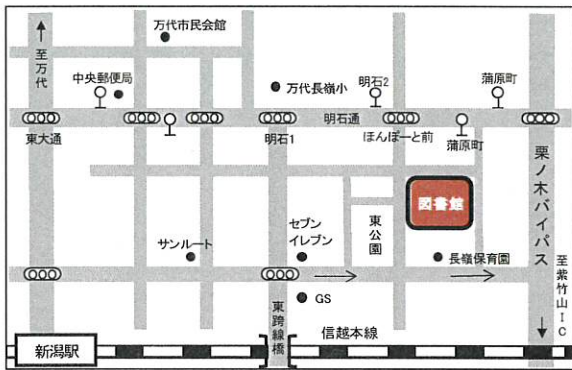 至万代
万代市民会館
中央郵便局
万代長嶺小
明石2
蒲原町
東大通
明石1
明石通
ほんぽーと前
蒲原町
栗ノ木バイパス
図書館
東公園
セブン
イレブン
サンルート
長嶺保育園
至紫竹山IC
GS
東跨線橋
信越本線
新潟駅